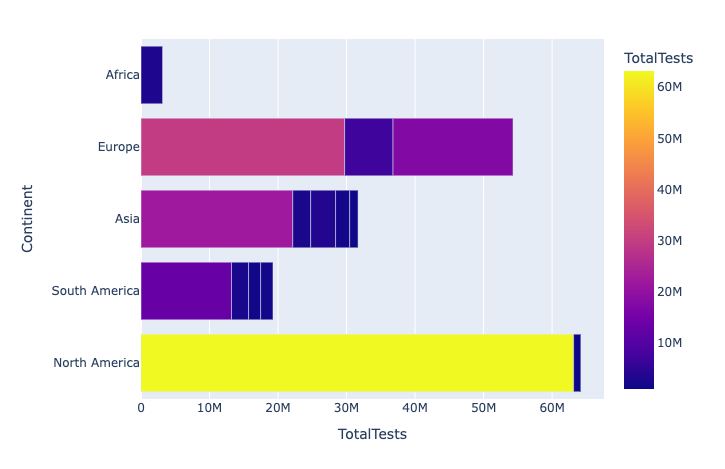 TotalTests
60M
50M
40M
30M
20M
10M
Continent
Africa
Europe
Asia
South America
North America
0 10M 20M 30M 40M 50M 60M
TotalTests